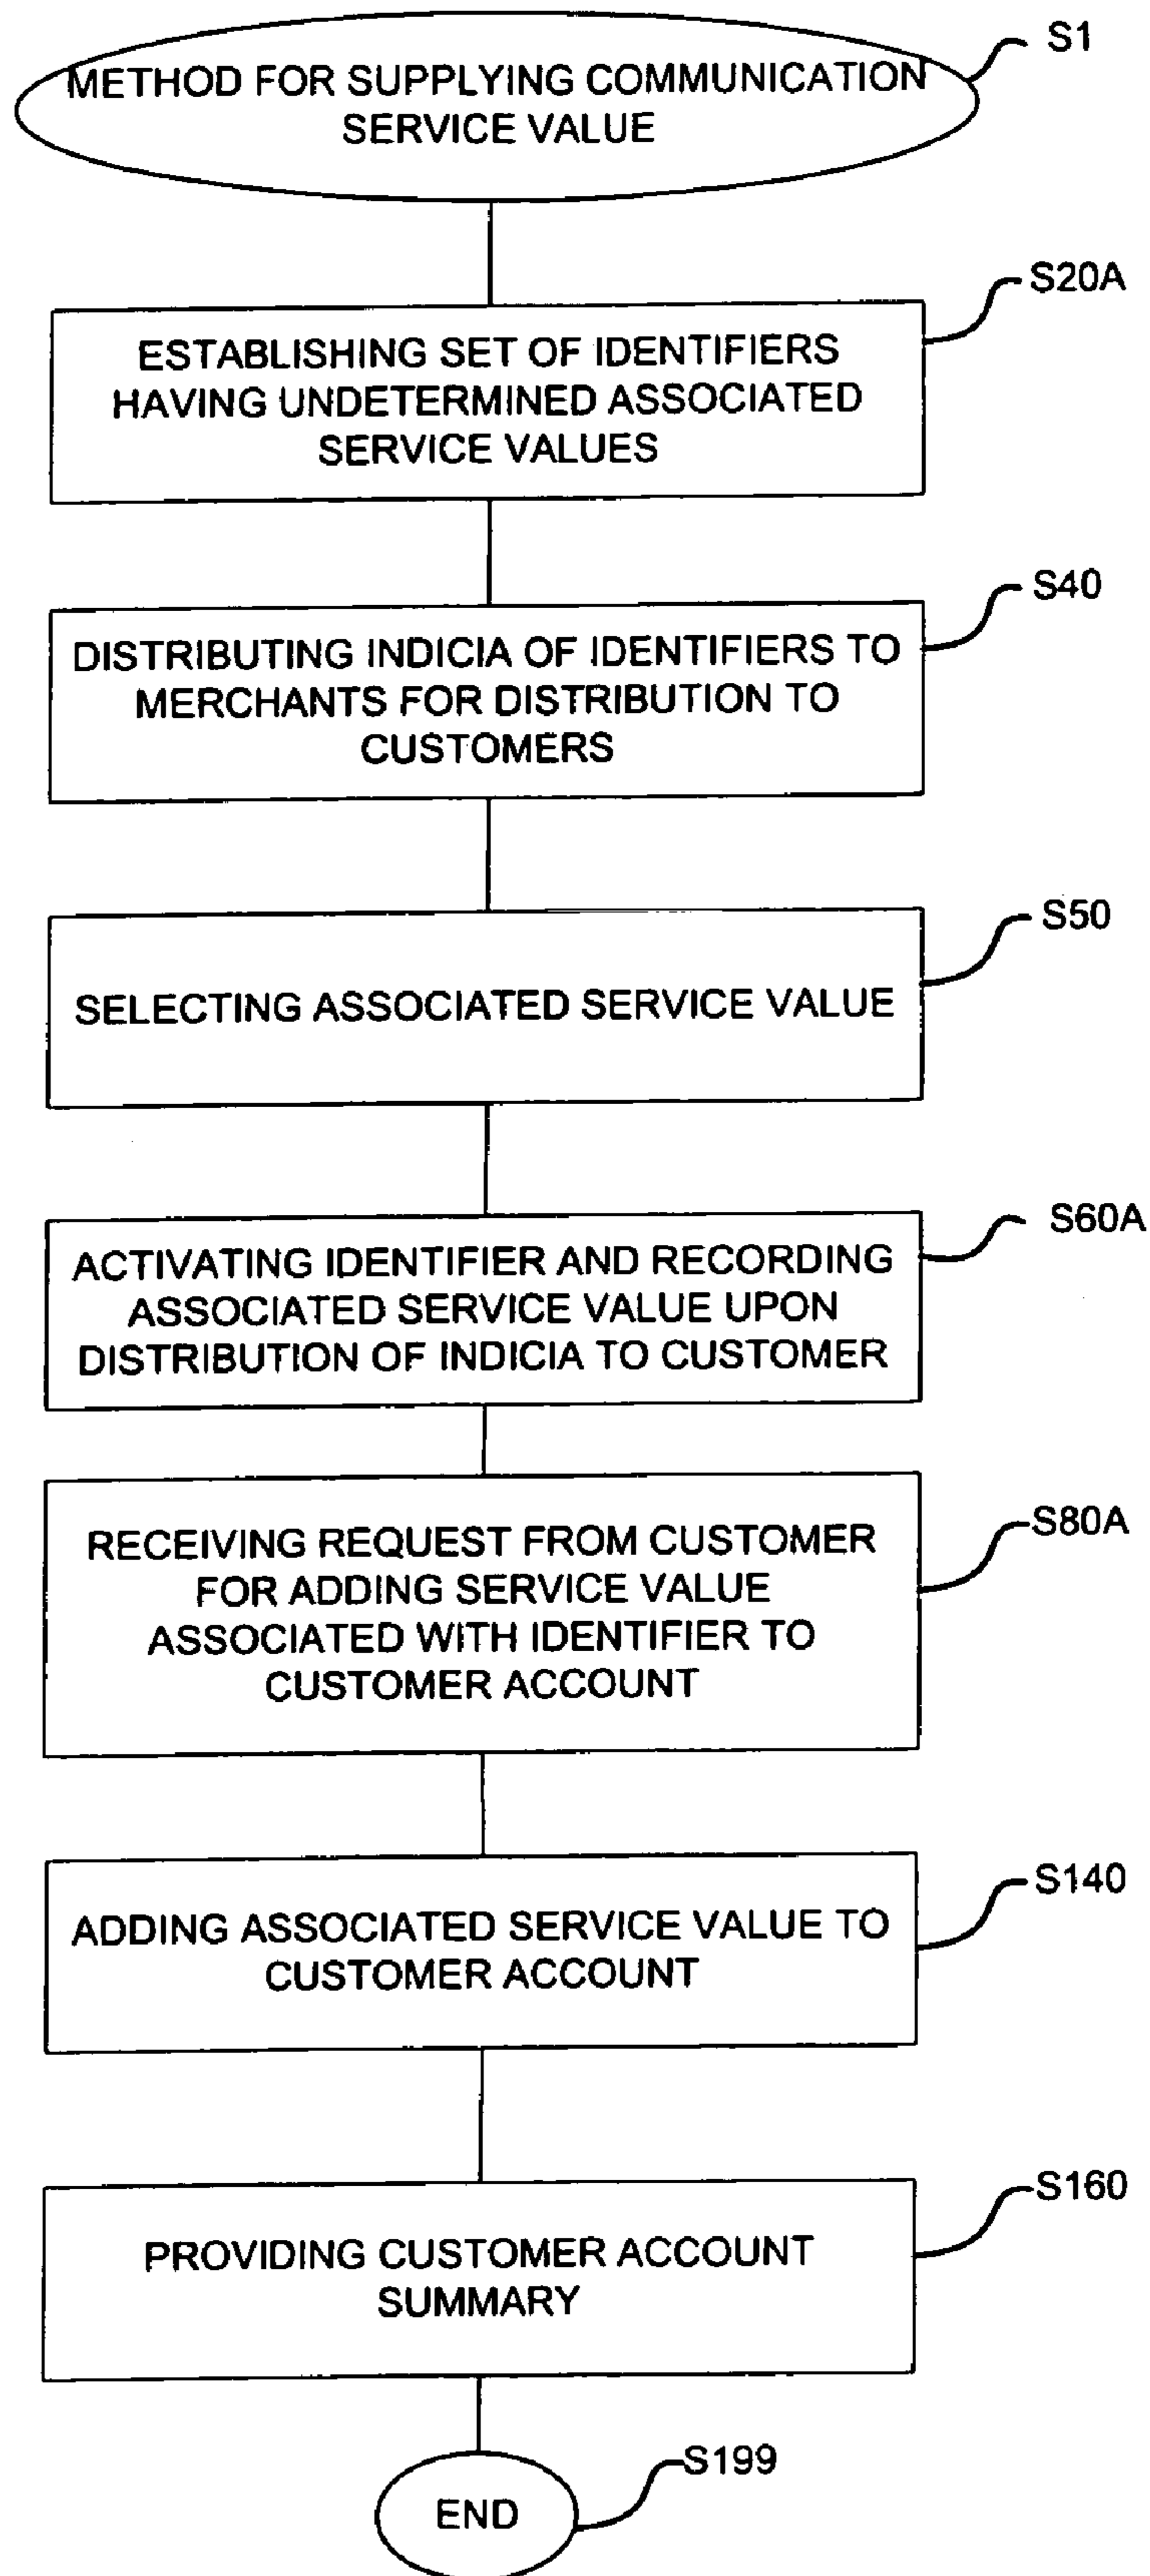 S1
METHOD FOR SUPPLYING COMMUNICATION
SERVICE VALUE
S20A
ESTABLISHING SET OF IDENTIFIERS
HAVING UNDETERMINED ASSOCIATED
SERVICE VALUES
S40
DISTRIBUTING INDICIA OF IDENTIFIERS TO
MERCHANTS FOR DISTRIBUTION TO
CUSTOMERS
S50
SELECTING ASSOCIATED SERVICE VALUE
S60A
ACTIVATING IDENTIFIER AND RECORDING
ASSOCIATED SERVICE VALUE UPON
DISTRIBUTION OF INDICIA TO CUSTOMER
S80A
RECEIVING REQUEST FROM CUSTOMER
FOR ADDING SERVICE VALUE
ASSOCIATED WITH IDENTIFIER TO
CUSTOMER ACCOUNT
S140
ADDING ASSOCIATED SERVICE VALUE TO
CUSTOMER ACCOUNT
S160
PROVIDING CUSTOMER ACCOUNT
SUMMARY
S199
END